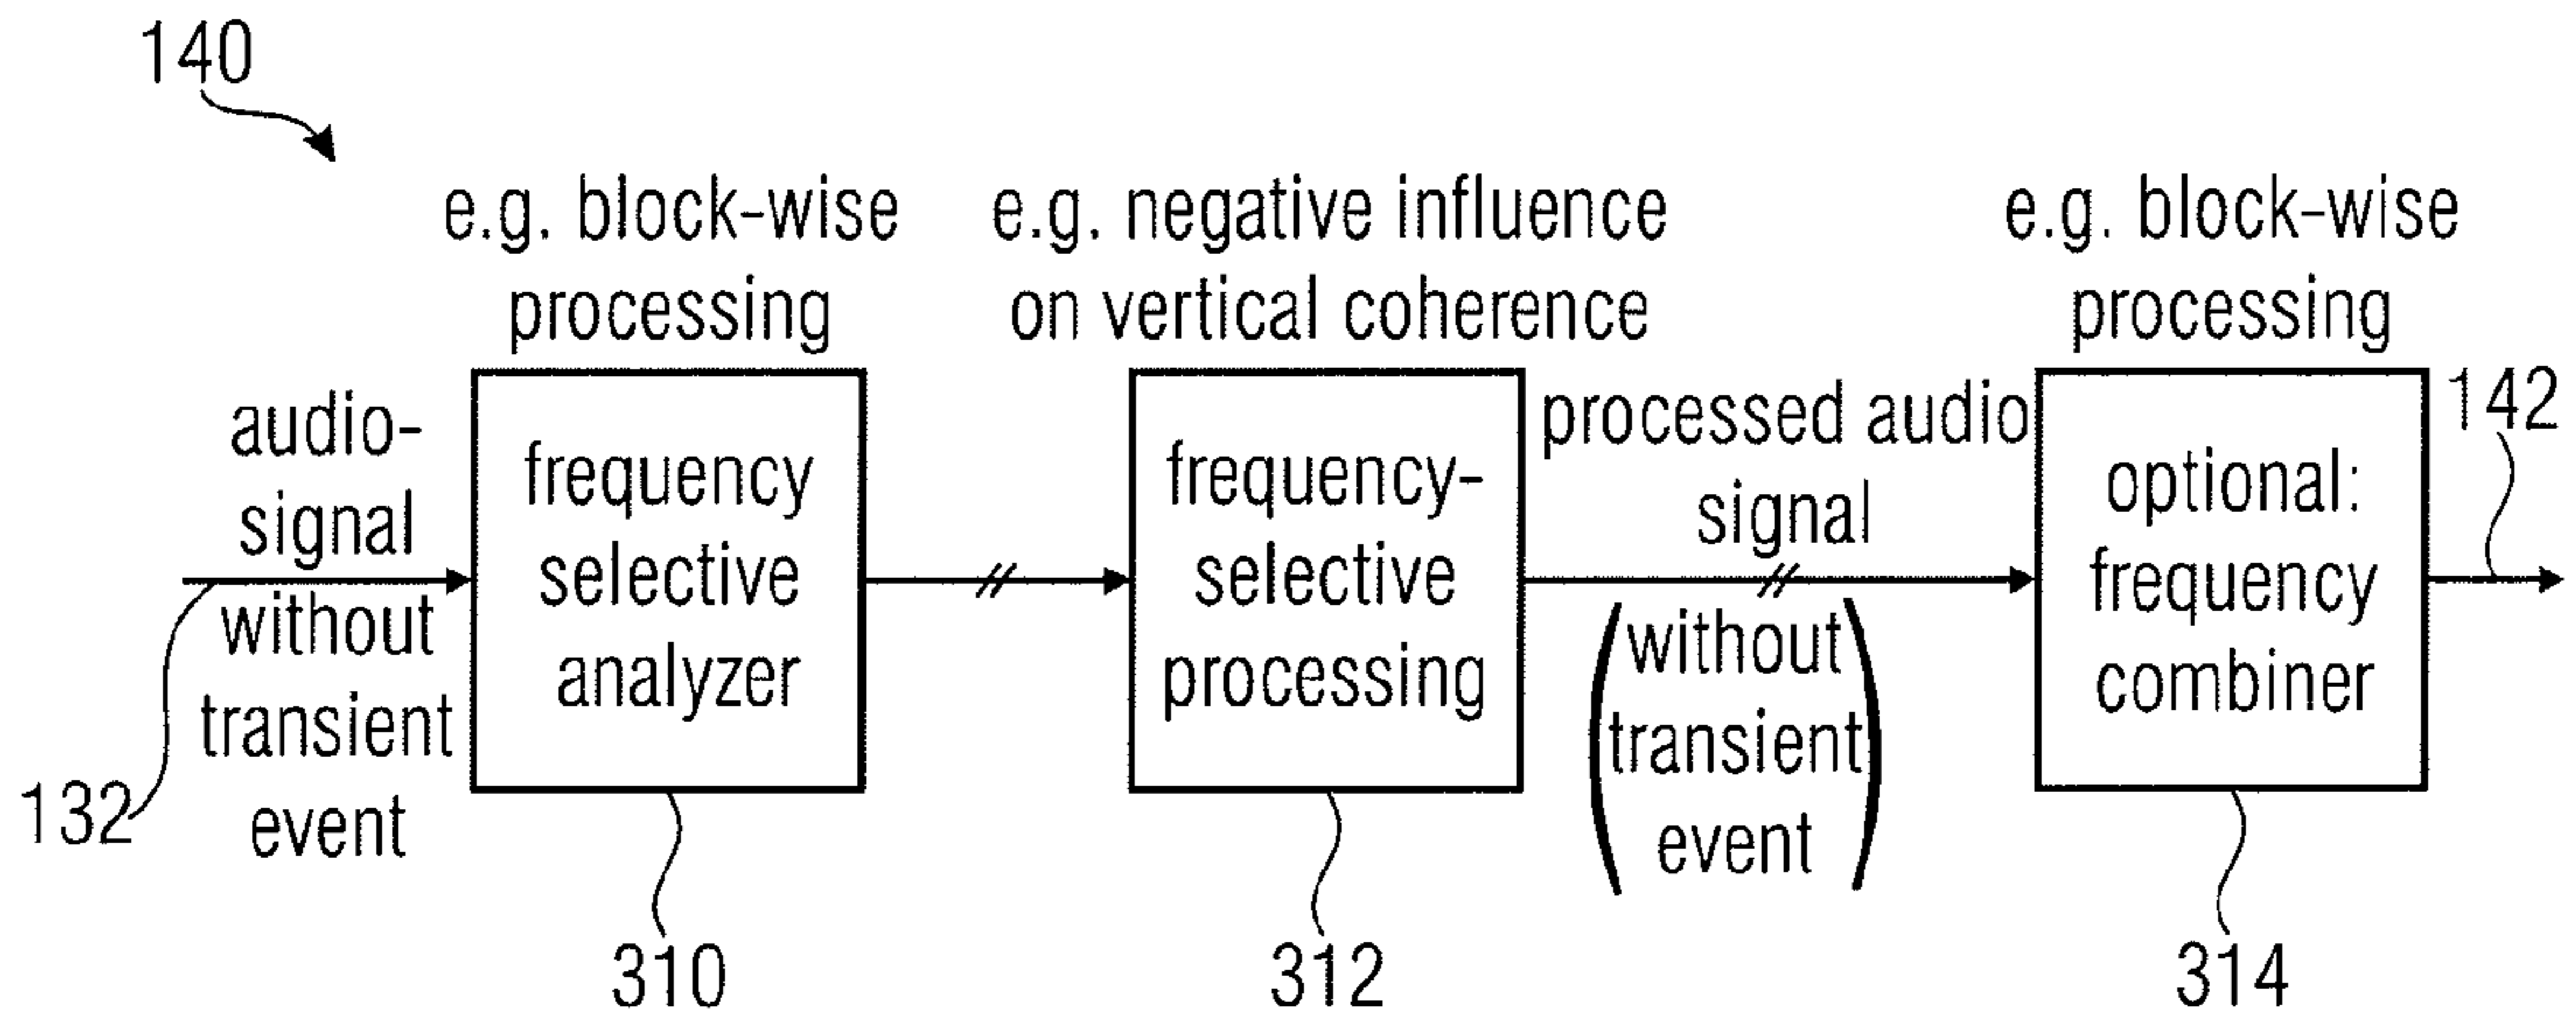 140
e.g. block-wise
processing
e.g. negative influence
on vertical coherence
e.g. block-wise
processing
audio-
signal
without
transient
event
132
frequency
selective
analyzer
310
frequency-
selective
processing
312
processed audio
signal
(without
transient
event)
optional:
frequency
combiner
314
142